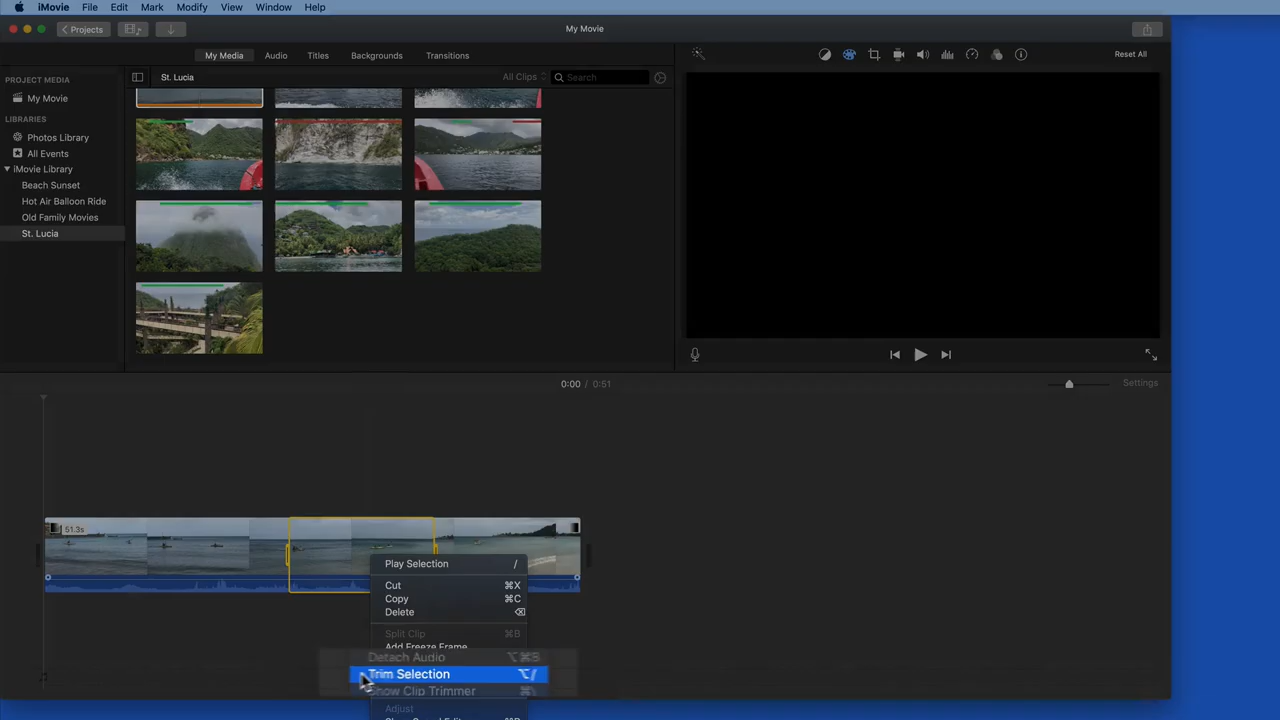 iMovie File Edit Mark Modify View Window Help
Projects
My Movie
My Media Audio Titles Backgrounds Transitions
Reset All
PROJECT MEDIA
My Movie
LIBRARIES
Photos Library
All Events
iMovie Library
Beach Sunset
Hot Air Balloon Ride
Old Family Movies
St. Lucia
St. Lucia
All Clips
Search
0:00 / 0:51
Settings
51.3s
Play Selection /
Cut ⌘X
Copy ⌘C
Delete ⌫
Split Clip ⌘B
Add Freeze Frame
Detach Audio ⌥⌘B
Trim Selection ⌥/
Show Clip Trimmer
Adjust